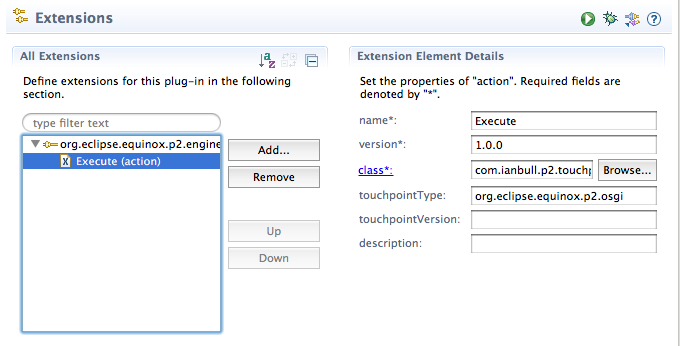 Extensions
All Extensions
Define extensions for this plug-in in the following
section.
type filter text
org.eclipse.equinox.p2.engine
Execute (action)
Add...
Remove
Up
Down
Extension Element Details
Set the properties of "action". Required fields are
denoted by "*".
name*: Execute
version*: 1.0.0
class*: com.ianbull.p2.touchp Browse...
touchpointType: org.eclipse.equinox.p2.osgi
touchpointVersion:
description: